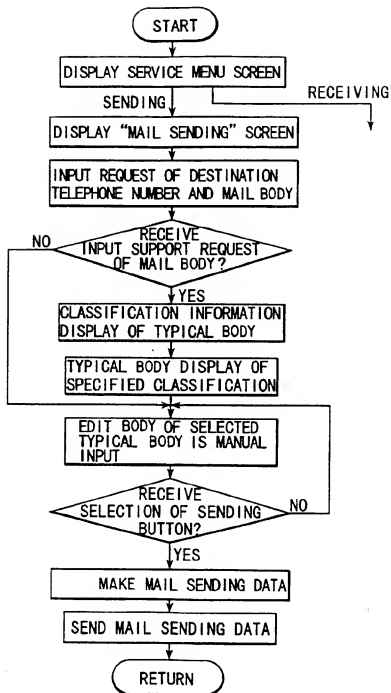 START
DISPLAY SERVICE MENU SCREEN
SENDING
RECEIVING
DISPLAY “MAIL SENDING” SCREEN
INPUT REQUEST OF DESTINATION
TELEPHONE NUMBER AND MAIL BODY
NO
RECEIVE
INPUT SUPPORT REQUEST
OF MAIL BODY?
YES
CLASSIFICATION INFORMATION
DISPLAY OF TYPICAL BODY
TYPICAL BODY DISPLAY OF
SPECIFIED CLASSIFICATION
EDIT BODY OF SELECTED
TYPICAL BODY IS MANUAL
INPUT
RECEIVE
SELECTION OF SENDING
BUTTON?
NO
YES
MAKE MAIL SENDING DATA
SEND MAIL SENDING DATA
RETURN